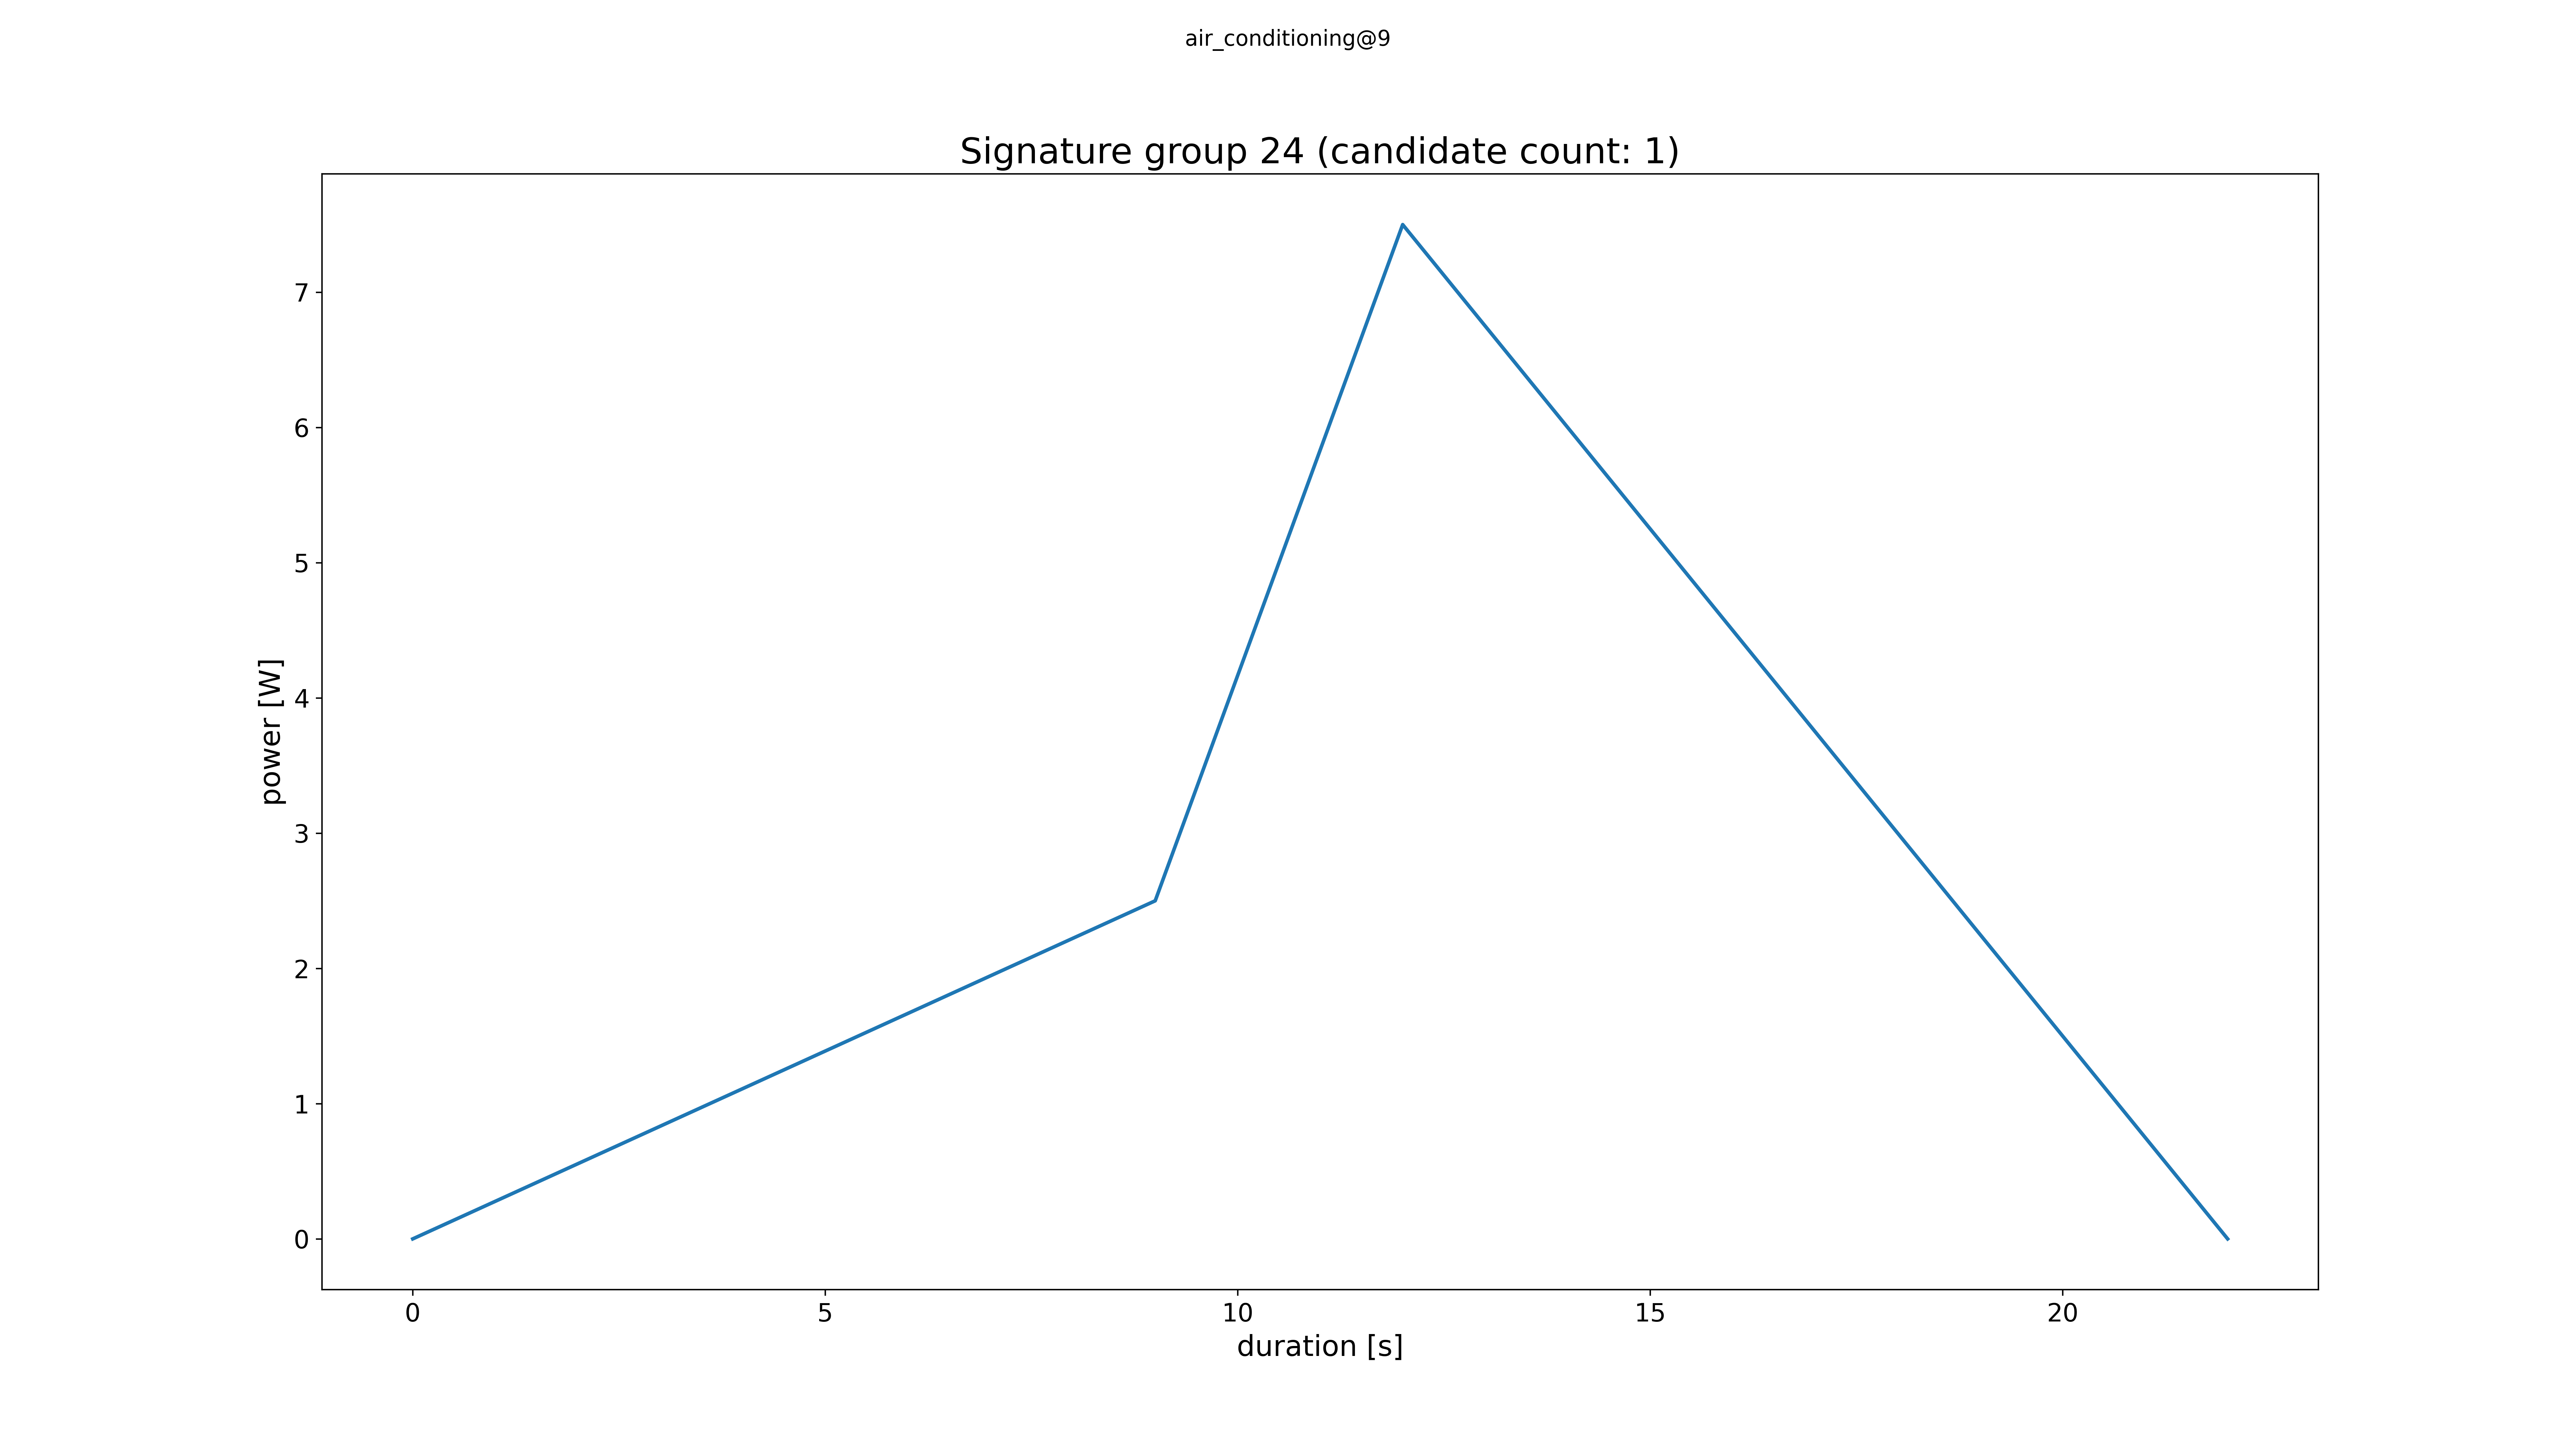 air_conditioning@9
Signature group 24 (candidate count: 1)
power [W]
7
6
5
4
3
2
1
0
0 5 10 15 20
duration [s]